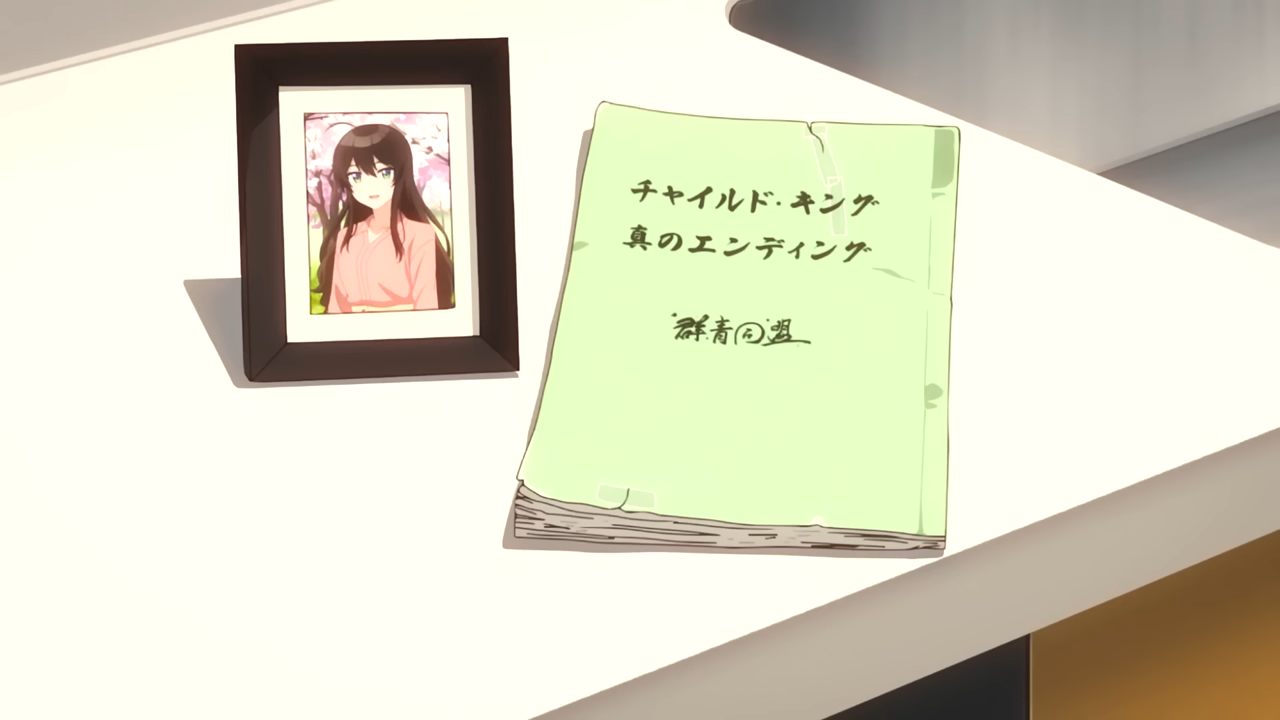 チャイルド・キング
真のエンディング
群青同盟